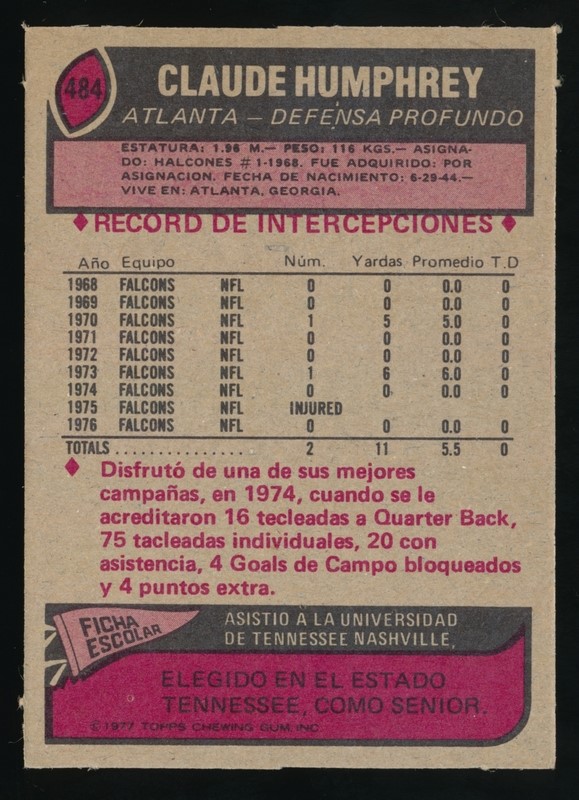 484
CLAUDE HUMPHREY
ATLANTA — DEFENSA PROFUNDO
ESTATURA: 1.96 M.— PESO: 116 KGS.— ASIGNA-
DO: HALCONES # 1-1968. FUE ADQUIRIDO: POR
ASIGNACION. FECHA DE NACIMIENTO: 6-29-44.—
VIVE EN: ATLANTA, GEORGIA.
♦ RECORD DE INTERCEPCIONES ♦
Año Equipo Núm. Yardas Promedio T.D
1968 FALCONS NFL 0 0 0.0 0
1969 FALCONS NFL 0 0 0.0 0
1970 FALCONS NFL 1 5 5.0 0
1971 FALCONS NFL 0 0 0.0 0
1972 FALCONS NFL 0 0 0.0 0
1973 FALCONS NFL 1 6 6.0 0
1974 FALCONS NFL 0 0 0.0 0
1975 FALCONS NFL INJURED
1976 FALCONS NFL 0 0 0.0 0
TOTALS . . . . . . . . . . . . . . . 2 11 5.5 0
♦ Disfrutó de una de sus mejores
campañas, en 1974, cuando se le
acreditaron 16 tecleadas a Quarter Back,
75 tacleadas individuales, 20 con
asistencia, 4 Goals de Campo bloqueados
y 4 puntos extra.
FICHA
ESCOLAR
ASISTIO A LA UNIVERSIDAD
DE TENNESSEE NASHVILLE,
ELEGIDO EN EL ESTADO
TENNESSEE, COMO SENIOR.
© 1977 TOPPS CHEWING GUM, INC.